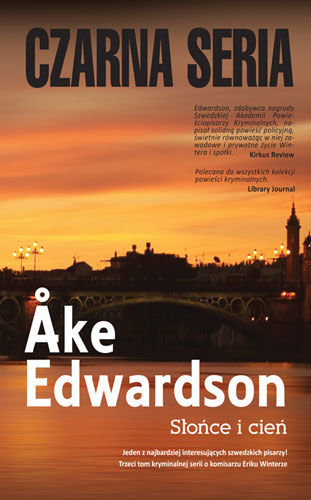 CZARNA SERIA
Edwardson, zdobywca nagrody
Szwedzkiej Akademii Powie-
ściopisarzy Kryminalnych, na-
pisał solidną powieść policyjną,
świetnie równoważąc w niej za-
wodowe i prywatne życie Win-
tera i spółki.
Kirkus Review
Polecana do wszystkich kolekcji
powieści kryminalnych.
Library Journal
Åke
Edwardson
Słońce i cień
Jeden z najbardziej interesujących szwedzkich pisarzy!
Trzeci tom kryminalnej serii o komisarzu Eriku Winterze